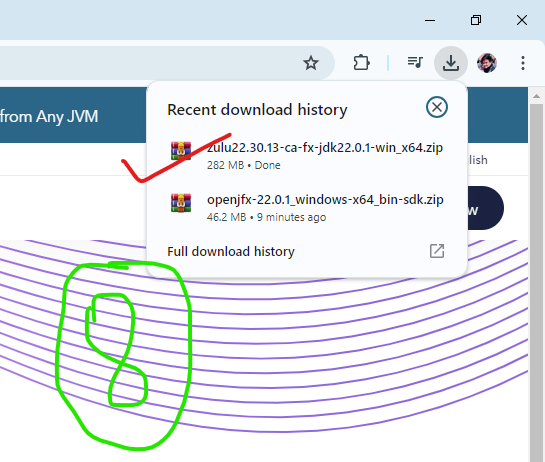 from Any JVM
Recent download history
zulu22.30.13-ca-fx-jdk22.0.1-win_x64.zip
282 MB • Done
lish
openjfx-22.0.1_windows-x64_bin-sdk.zip
46.2 MB • 9 minutes ago
w
Full download history